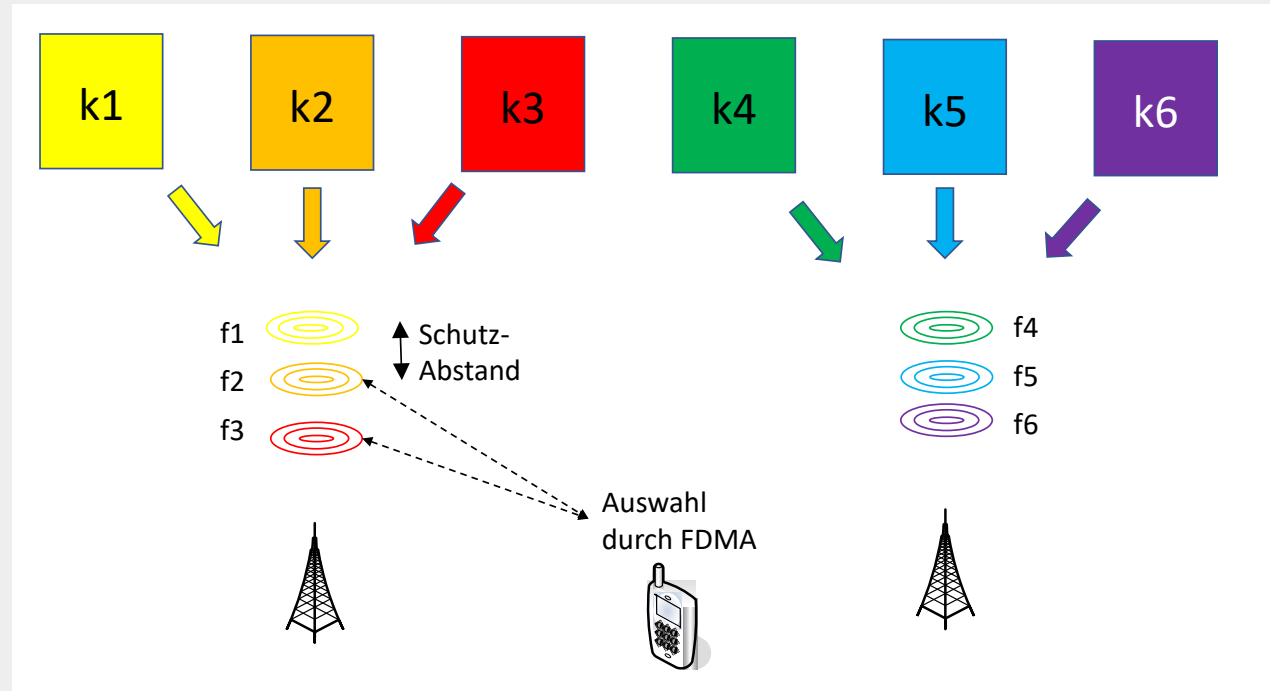 k1
k2
k3
k4
k5
k6
f1
f2
f3
Schutz-
Abstand
f4
f5
f6
Auswahl
durch FDMA